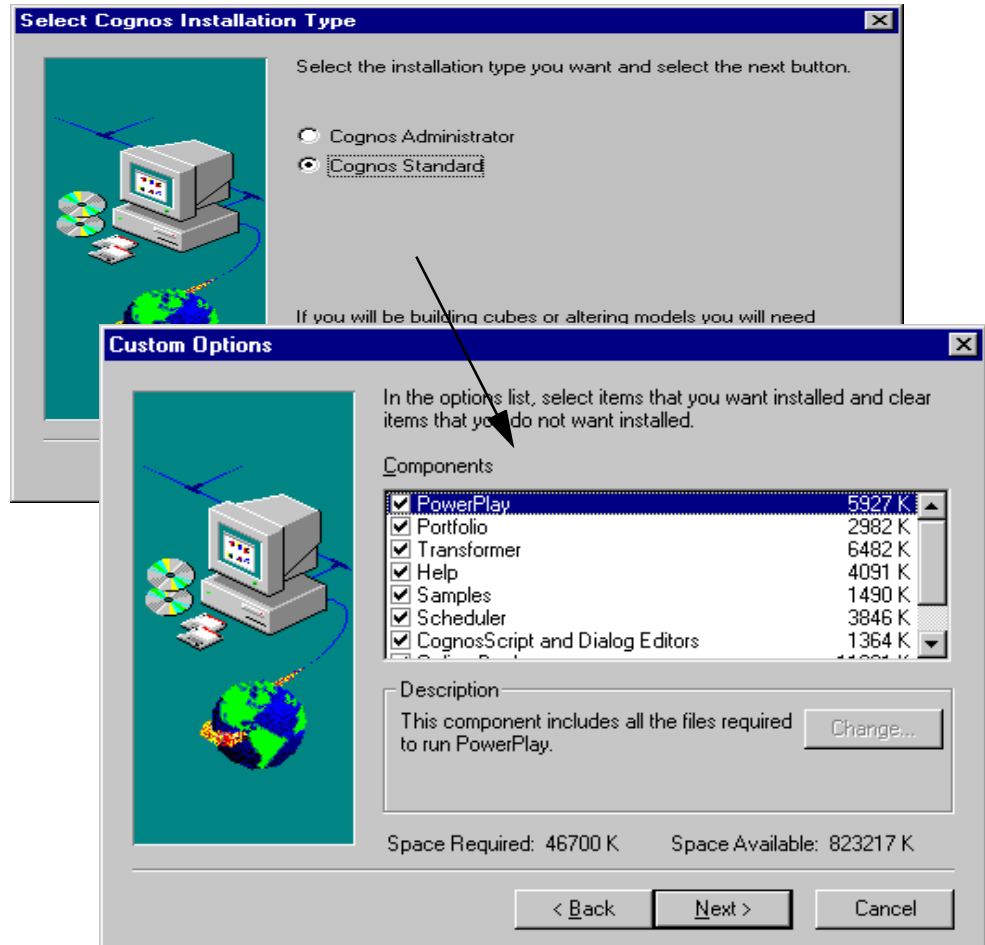 Select Cognos Installation Type
Select the installation type you want and select the next button.
Cognos Administrator
Cognos Standard
If you will be building cubes or altering models you will need
Custom Options
In the options list, select items that you want installed and clear
items that you do not want installed.
Components
PowerPlay 5927 K
Portfolio 2982 K
Transformer 6482 K
Help 4091 K
Samples 1490 K
Scheduler 3846 K
CognosScript and Dialog Editors 1364 K
Description
This component includes all the files required
to run PowerPlay.
Change...
Space Required: 46700 K Space Available: 823217 K
< Back Next > Cancel